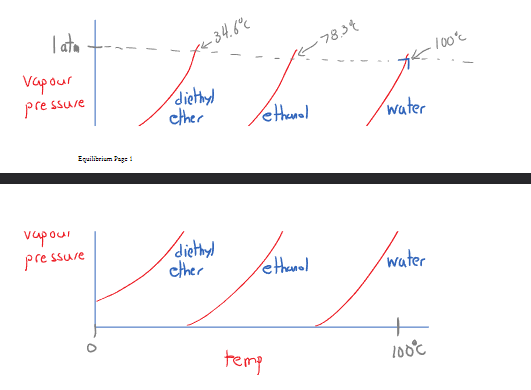 34.6°C
78.3°C
100°C
1 atm
Vapour
pressure
diethyl
ether
ethanol
water
Equilibrium Page 1
vapour
pressure
diethyl
ether
ethanol
water
0
100°C
temp